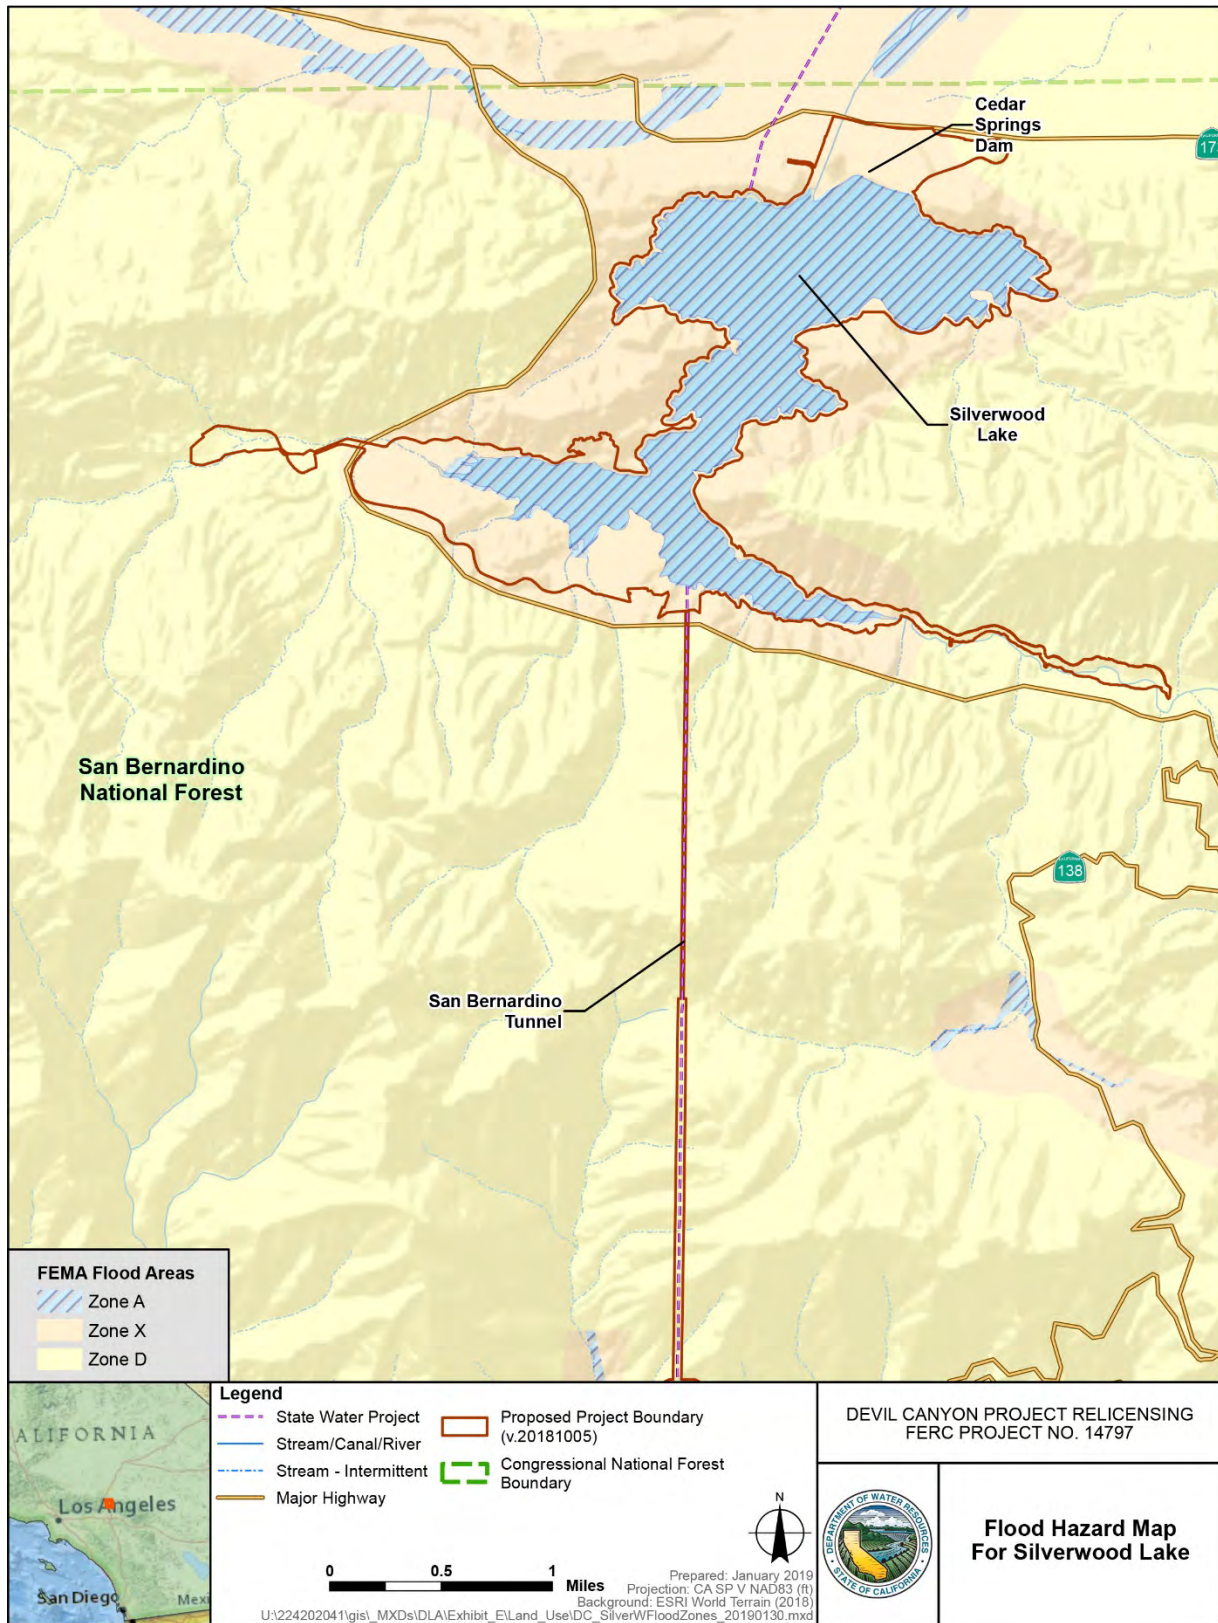 Cedar
Springs
Dam
173
Silverwood
Lake
San Bernardino
National Forest
CALIFORNIA
138
San Bernardino
Tunnel
FEMA Flood Areas
Zone A
Zone X
Zone D
ALIFORNIA
Los Angeles
San Diego
Mexi
Legend
State Water Project
Stream/Canal/River
Stream - Intermittent
Major Highway
Proposed Project Boundary
(v.20181005)
Congressional National Forest
Boundary
N
0 0.5 1
Miles
Prepared: January 2019
Projection: CA SP V NAD83 (ft)
Background: ESRI World Terrain (2018)
U:\224202041\gis\_MXDs\DLA\Exhibit_E\Land_Use\DC_SilverWFloodZones_20190130.mxd
DEVIL CANYON PROJECT RELICENSING
FERC PROJECT NO. 14797
DEPARTMENT OF WATER RESOURCES
STATE OF CALIFORNIA
Flood Hazard Map
For Silverwood Lake